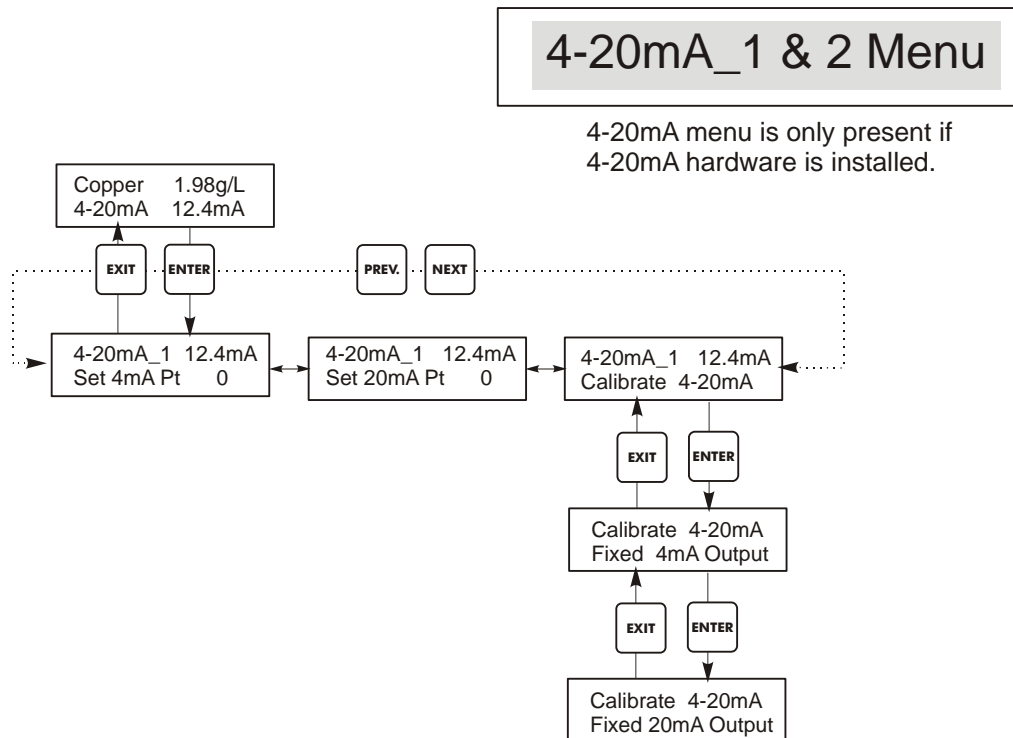 4-20mA_1 & 2 Menu
4-20mA menu is only present if
4-20mA hardware is installed.
Copper 1.98g/L
4-20mA 12.4mA
EXIT
ENTER
PREV.
NEXT
4-20mA_1 12.4mA
Set 4mA Pt 0
4-20mA_1 12.4mA
Set 20mA Pt 0
4-20mA_1 12.4mA
Calibrate 4-20mA
EXIT
ENTER
Calibrate 4-20mA
Fixed 4mA Output
EXIT
ENTER
Calibrate 4-20mA
Fixed 20mA Output